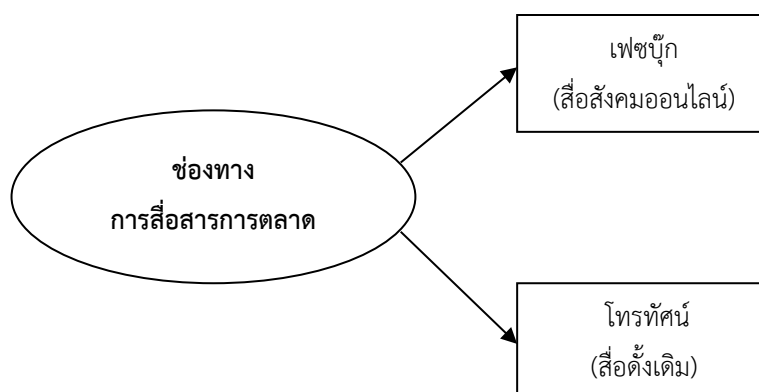 เฟซบุ๊ก
(สื่อสังคมออนไลน์)
ช่องทาง
การสื่อสารการตลาด
โทรทัศน์
(สื่อดั้งเดิม)